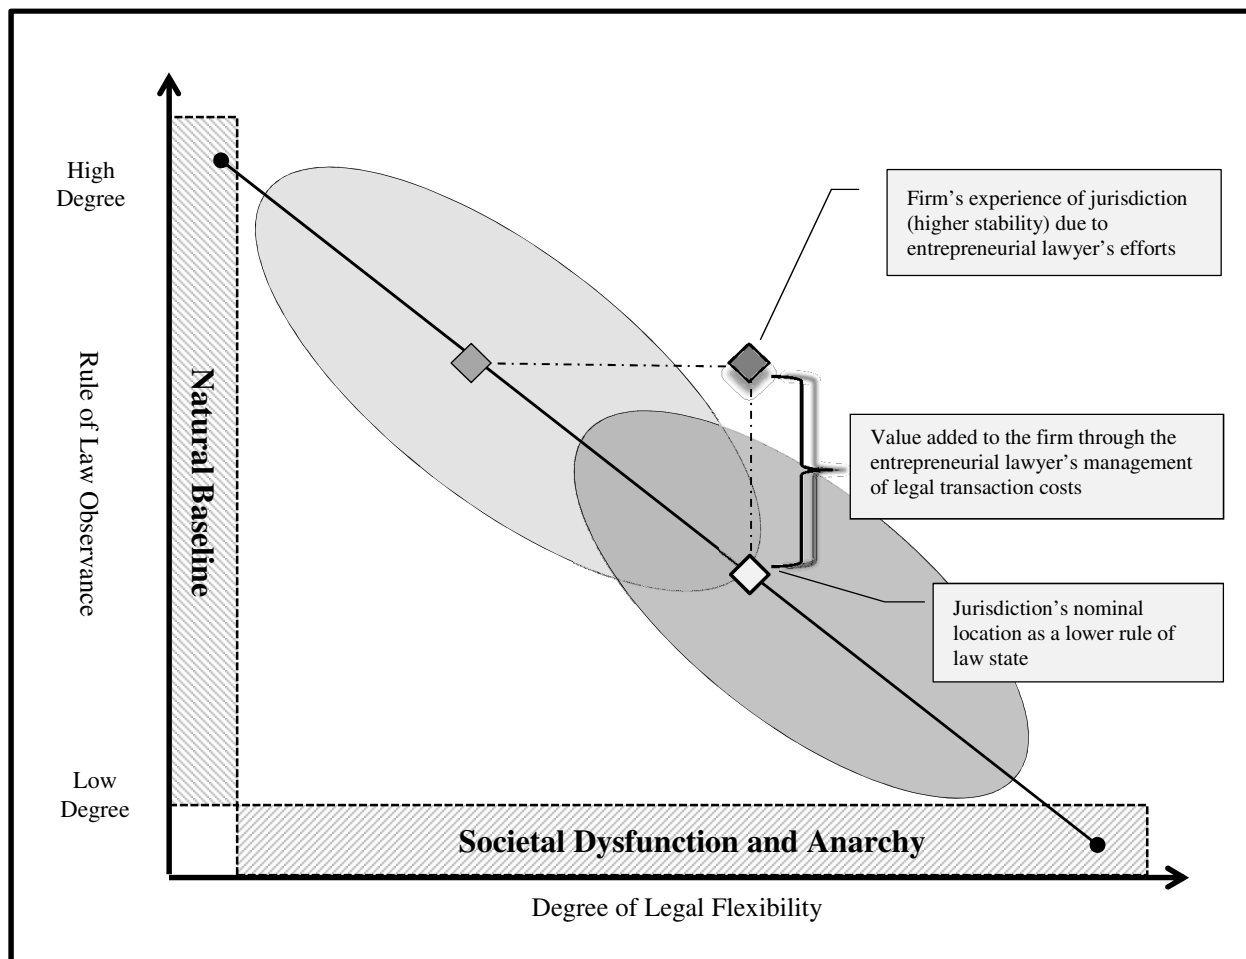 High
Degree
Firm’s experience of jurisdiction
(higher stability) due to
entrepreneurial lawyer’s efforts
Rule of Law Observance
Natural Baseline
Value added to the firm through the
entrepreneurial lawyer’s management
of legal transaction costs
Jurisdiction’s nominal
location as a lower rule of
law state
Low
Degree
Societal Dysfunction and Anarchy
Degree of Legal Flexibility